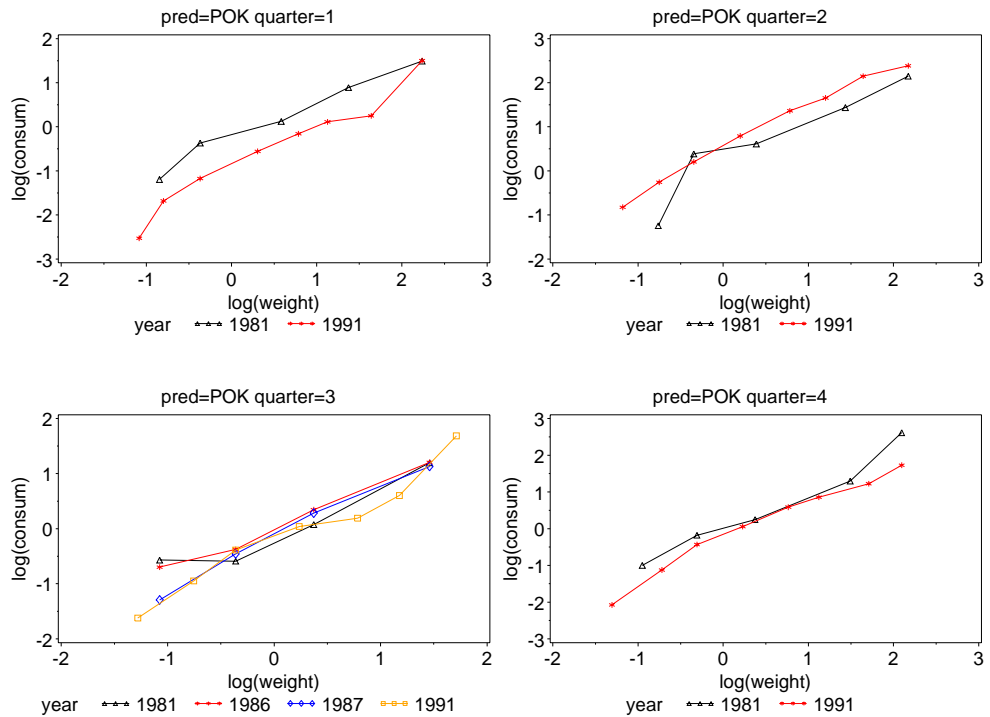 pred=POK quarter=1
log(consum)
2
1
0
-1
-2
-3
-2 -1 0 1 2 3
log(weight)
year 1981 1991
pred=POK quarter=2
log(consum)
3
2
1
0
-1
-2
-2 -1 0 1 2 3
log(weight)
year 1981 1991
pred=POK quarter=3
log(consum)
2
1
0
-1
-2
-2 -1 0 1 2
log(weight)
year 1981 1986 1987 1991
pred=POK quarter=4
log(consum)
3
2
1
0
-1
-2
-3
-2 -1 0 1 2 3
log(weight)
year 1981 1991